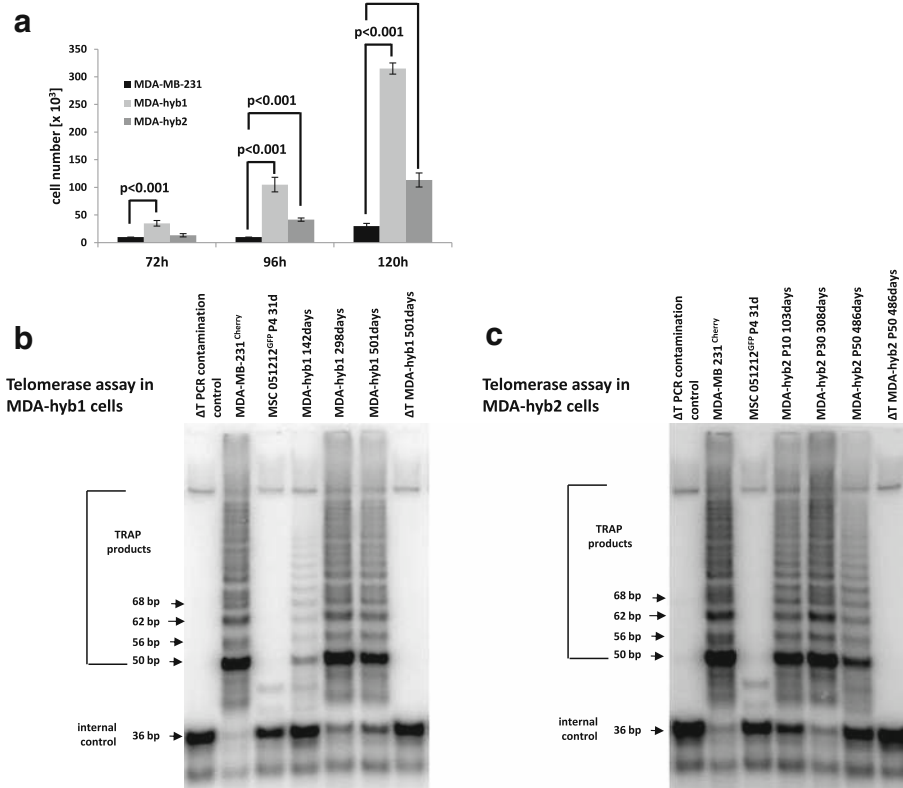 a
p<0.001
350
300
250
200
150
100
50
0
cell number [x 10³]
MDA-MB-231
MDA-hyb1
MDA-hyb2
p<0.001
p<0.001
p<0.001
72h
96h
120h
b
Telomerase assay in
MDA-hyb1 cells
ΔT PCR contamination
control
MDA-MB-231 Cherry
MSC 051212 GFP P4 31d
MDA-hyb1 142days
MDA-hyb1 298days
MDA-hyb1 501days
ΔT MDA-hyb1 501days
TRAP
products
68 bp
62 bp
56 bp
50 bp
internal
control
36 bp
c
Telomerase assay in
MDA-hyb2 cells
ΔT PCR contamination
control
MDA-MB 231 Cherry
MSC 051212 GFP P4 31d
MDA-hyb2 P10 103days
MDA-hyb2 P30 308days
MDA-hyb2 P50 486days
ΔT MDA-hyb2 P50 486days
TRAP
products
68 bp
62 bp
56 bp
50 bp
internal
control
36 bp